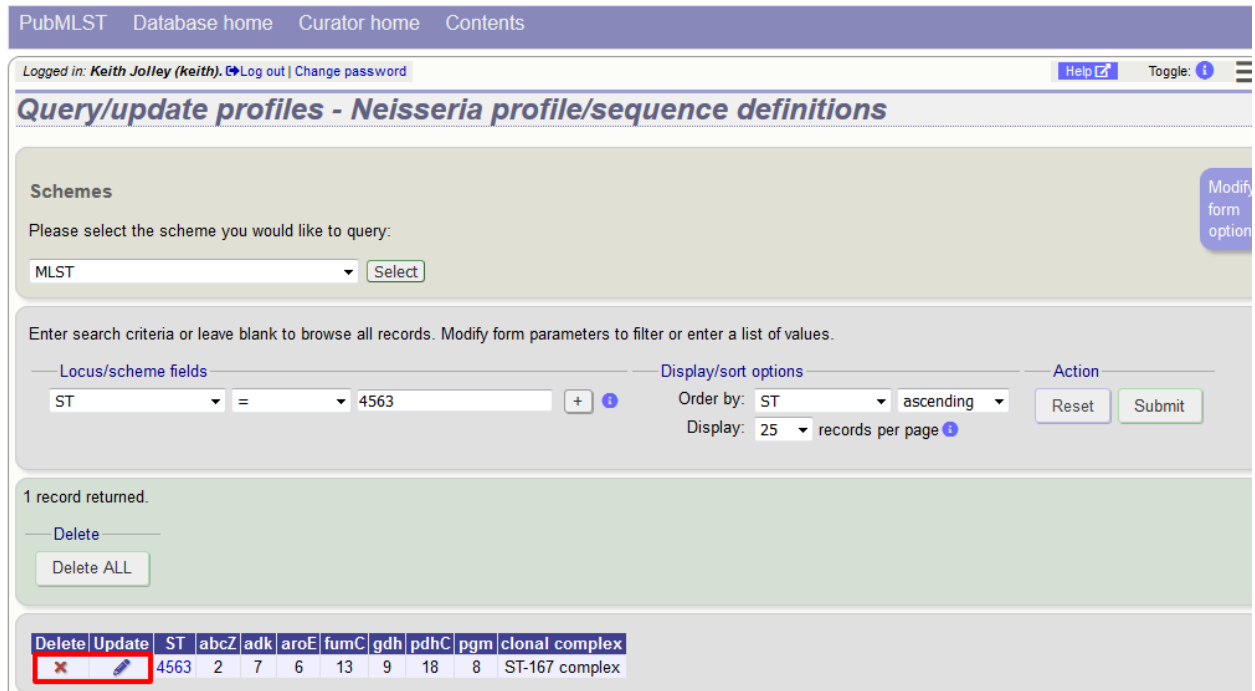 PubMLST Database home Curator home Contents
Logged in: Keith Jolley (keith). Log out | Change password Help Toggle:
Query/update profiles - Neisseria profile/sequence definitions
Schemes
Modify
form
option
Please select the scheme you would like to query:
MLST Select
Enter search criteria or leave blank to browse all records. Modify form parameters to filter or enter a list of values.
Locus/scheme fields Display/sort options Action
ST = 4563 + Order by: ST ascending Reset Submit
Display: 25 records per page
1 record returned.
Delete
Delete ALL
Delete Update ST abcZ adk aroE fumC gdh pdhC pgm clonal complex
4563 2 7 6 13 9 18 8 ST-167 complex